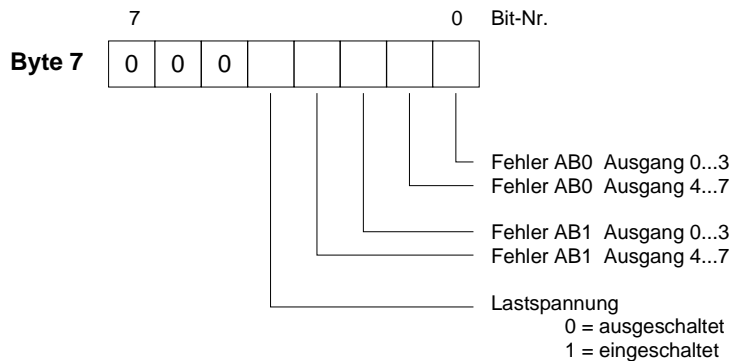 7 0 Bit-Nr.
Byte 7 0 0 0
Fehler AB0 Ausgang 0...3
Fehler AB0 Ausgang 4...7
Fehler AB1 Ausgang 0...3
Fehler AB1 Ausgang 4...7
Lastspannung
0 = ausgeschaltet
1 = eingeschaltet